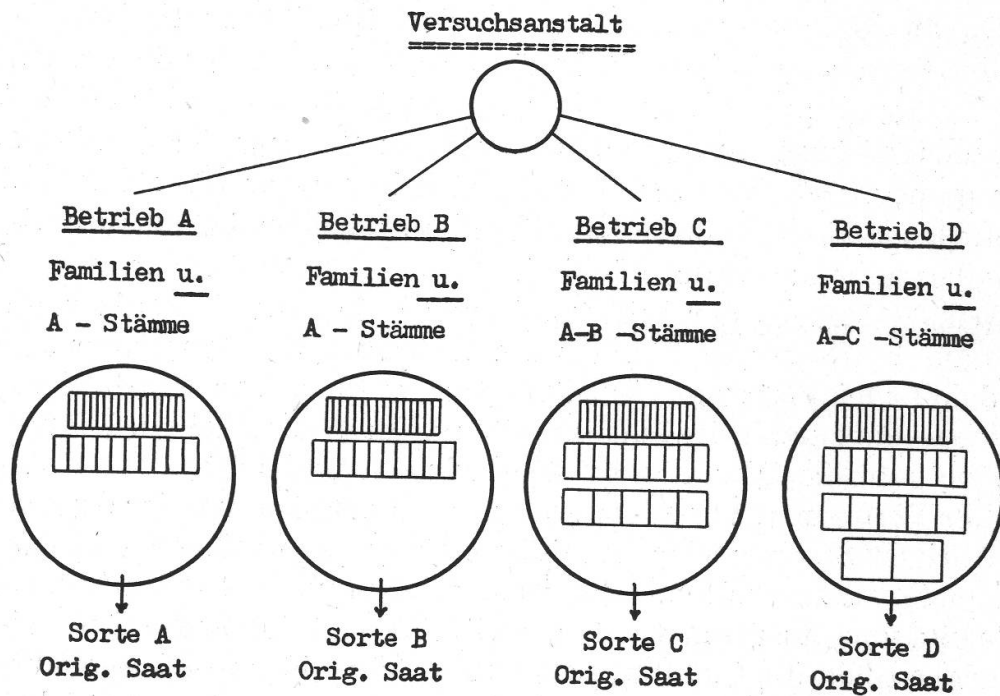 Versuchsanstalt
Betrieb A
Familien u.
A - Stämme
Betrieb B
Familien u.
A - Stämme
Betrieb C
Familien u.
A-B -Stämme
Betrieb D
Familien u.
A-C -Stämme
Sorte A
Orig. Saat
Sorte B
Orig. Saat
Sorte C
Orig. Saat
Sorte D
Orig. Saat